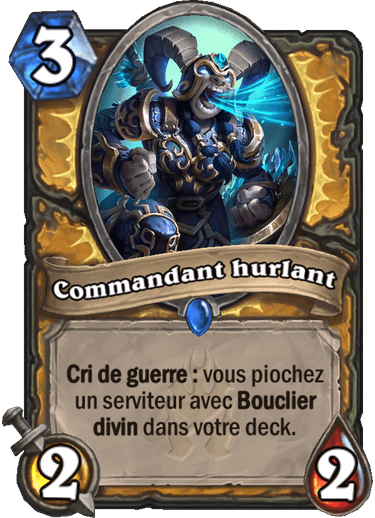 3
Commandant hurlant
Cri de guerre : vous piochez
un serviteur avec Bouclier
divin dans votre deck.
2
2